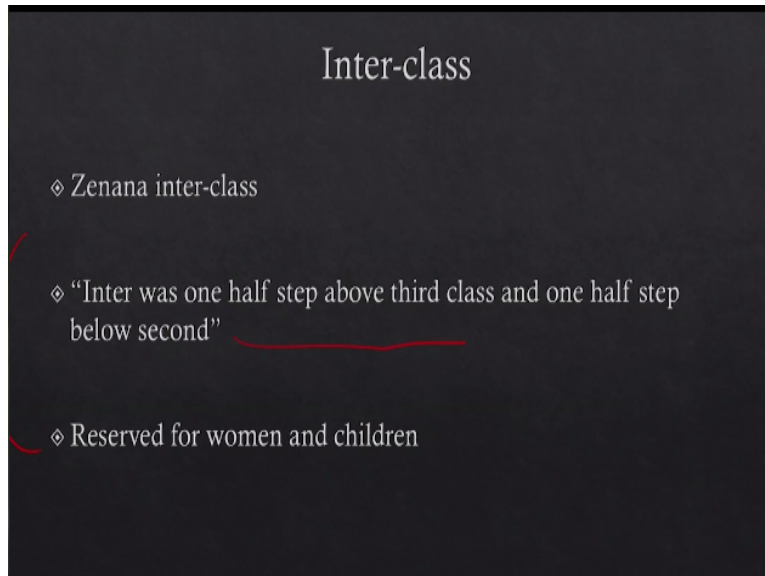 Inter-class
Zenana inter-class
“Inter was one half step above third class and one half step
below second”
Reserved for women and children